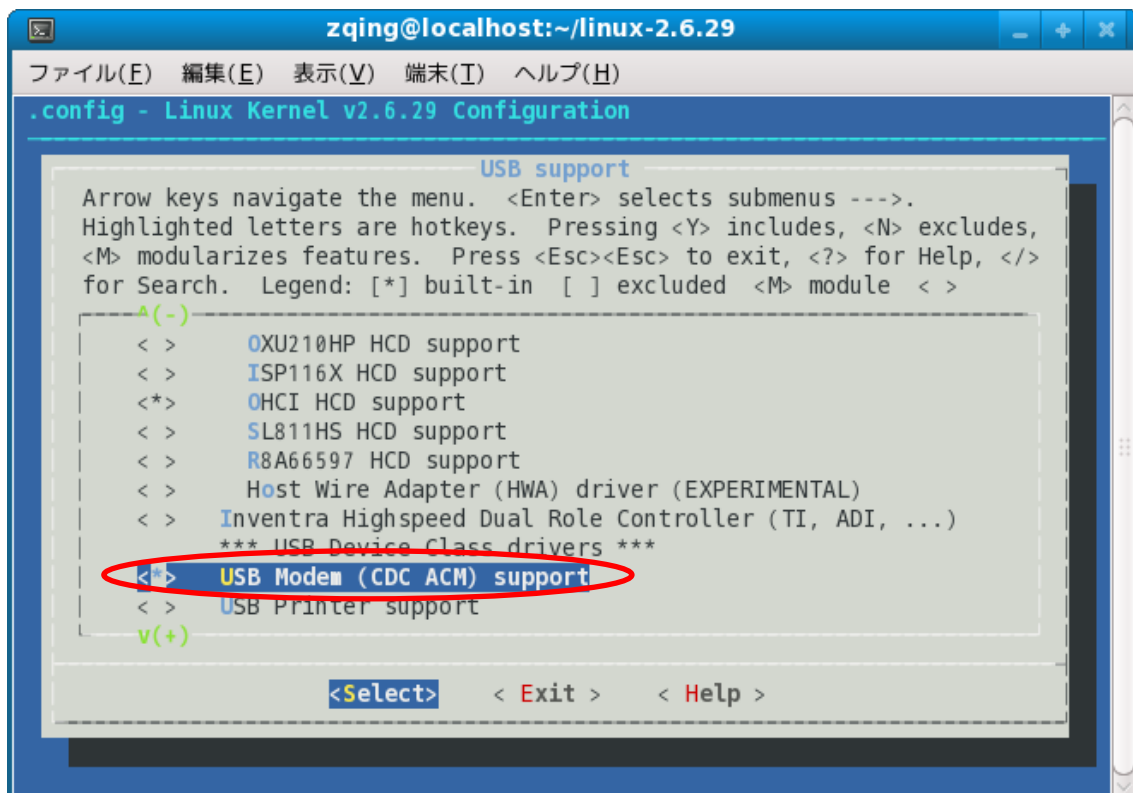 zqing@localhost:~/linux-2.6.29
ファイル(F) 編集(E) 表示(V) 端末(T) ヘルプ(H)
.config - Linux Kernel v2.6.29 Configuration
USB support
Arrow keys navigate the menu. <Enter> selects submenus --->.
Highlighted letters are hotkeys. Pressing <Y> includes, <N> excludes,
<M> modularizes features. Press <Esc><Esc> to exit, <?> for Help, </>
for Search. Legend: [*] built-in [ ] excluded <M> module < >
^(-)
< > OXU210HP HCD support
< > ISP116X HCD support
<*> OHCI HCD support
< > SL811HS HCD support
< > R8A66597 HCD support
< > Host Wire Adapter (HWA) driver (EXPERIMENTAL)
< > Inventra Highspeed Dual Role Controller (TI, ADI, ...)
*** USB Device Class drivers ***
<*> USB Modem (CDC ACM) support
< > USB Printer support
v(+)
<Select> < Exit > < Help >